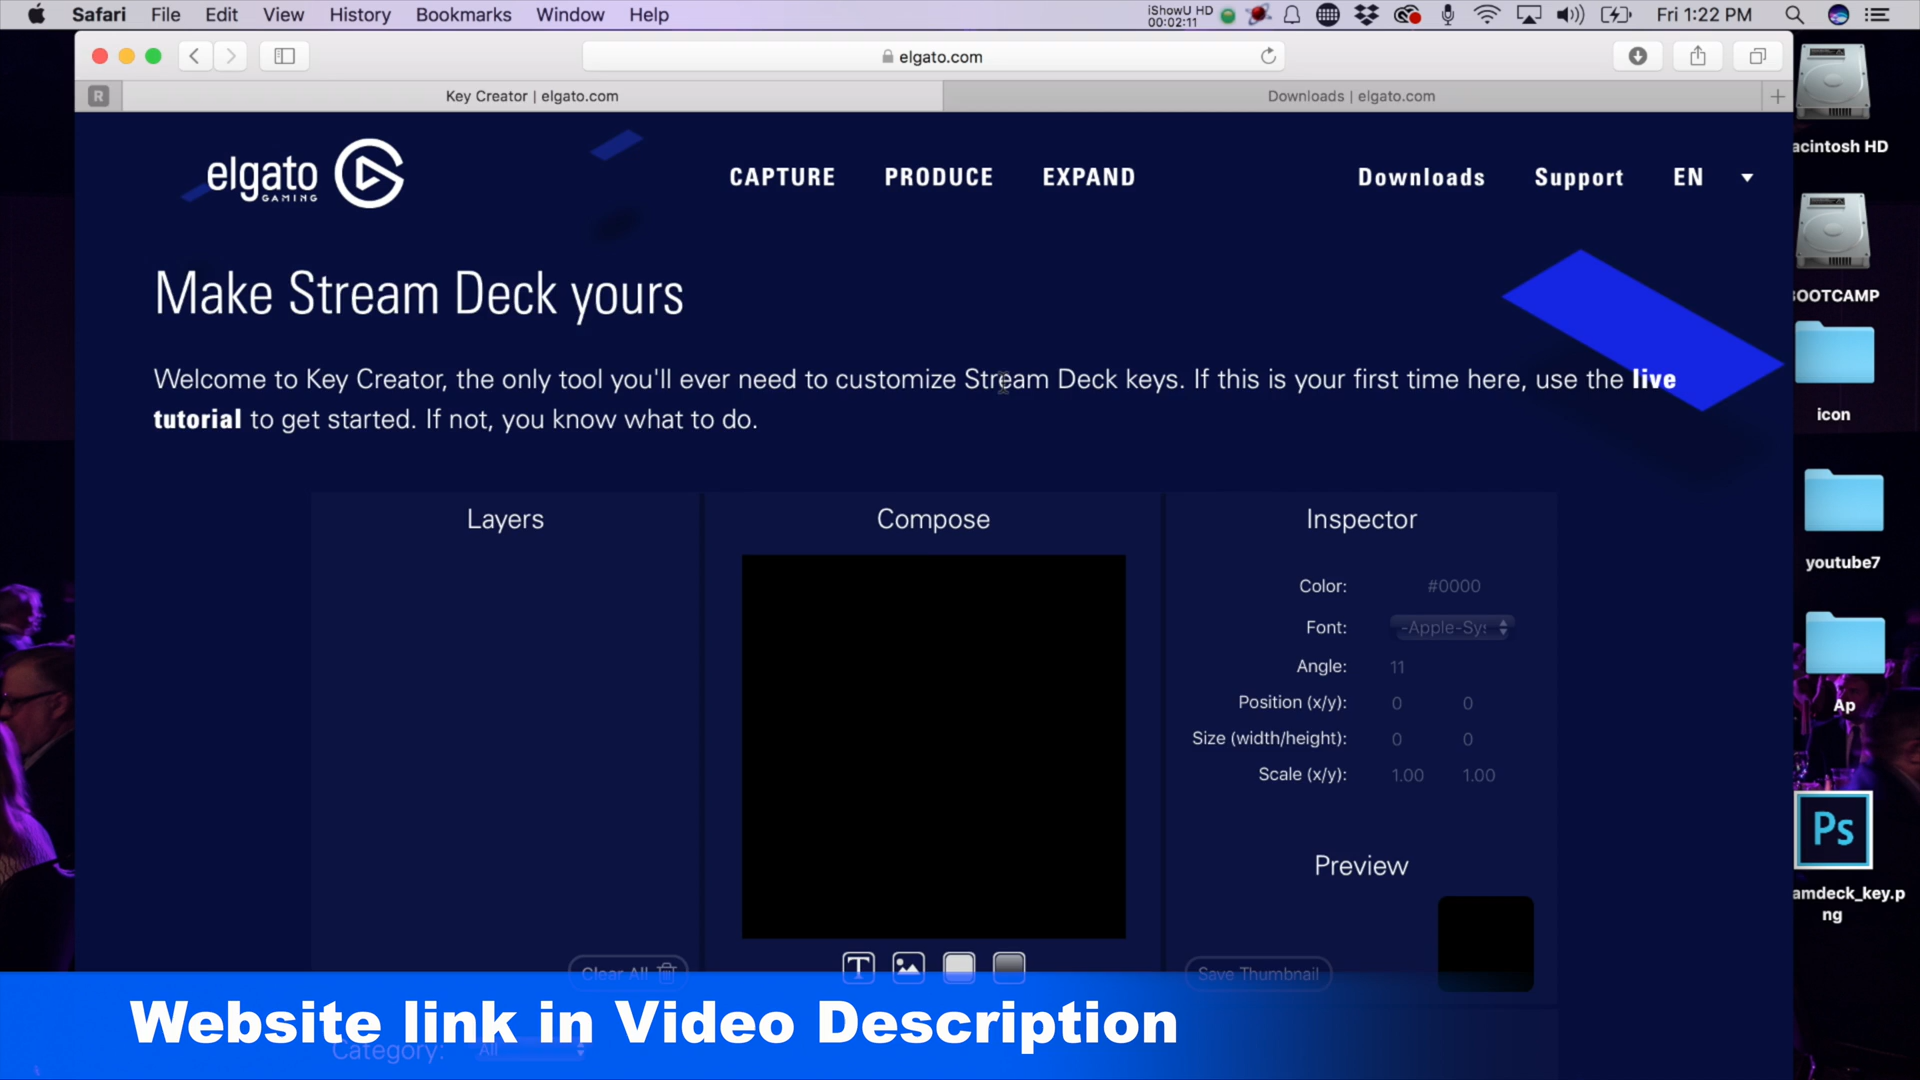 Safari File Edit View History Bookmarks Window Help iShowU HD 00:02:11 Fri 1:22 PM
elgato.com
R Key Creator | elgato.com Downloads | elgato.com
elgato GAMING CAPTURE PRODUCE EXPAND Downloads Support EN
Make Stream Deck yours
Welcome to Key Creator, the only tool you'll ever need to customize Stream Deck keys. If this is your first time here, use the live
tutorial to get started. If not, you know what to do.
Layers Compose Inspector
Color: #0000
Font: -Apple-Sys
Angle: 11
Position (x/y): 0 0
Size (width/height): 0 0
Scale (x/y): 1.00 1.00
Preview
Clear All T Save Thumbnail
Category: All
Website link in Video Description
acintosh HD
BOOTCAMP
icon
youtube7
Ap
Ps
amdeck_key.p
ng